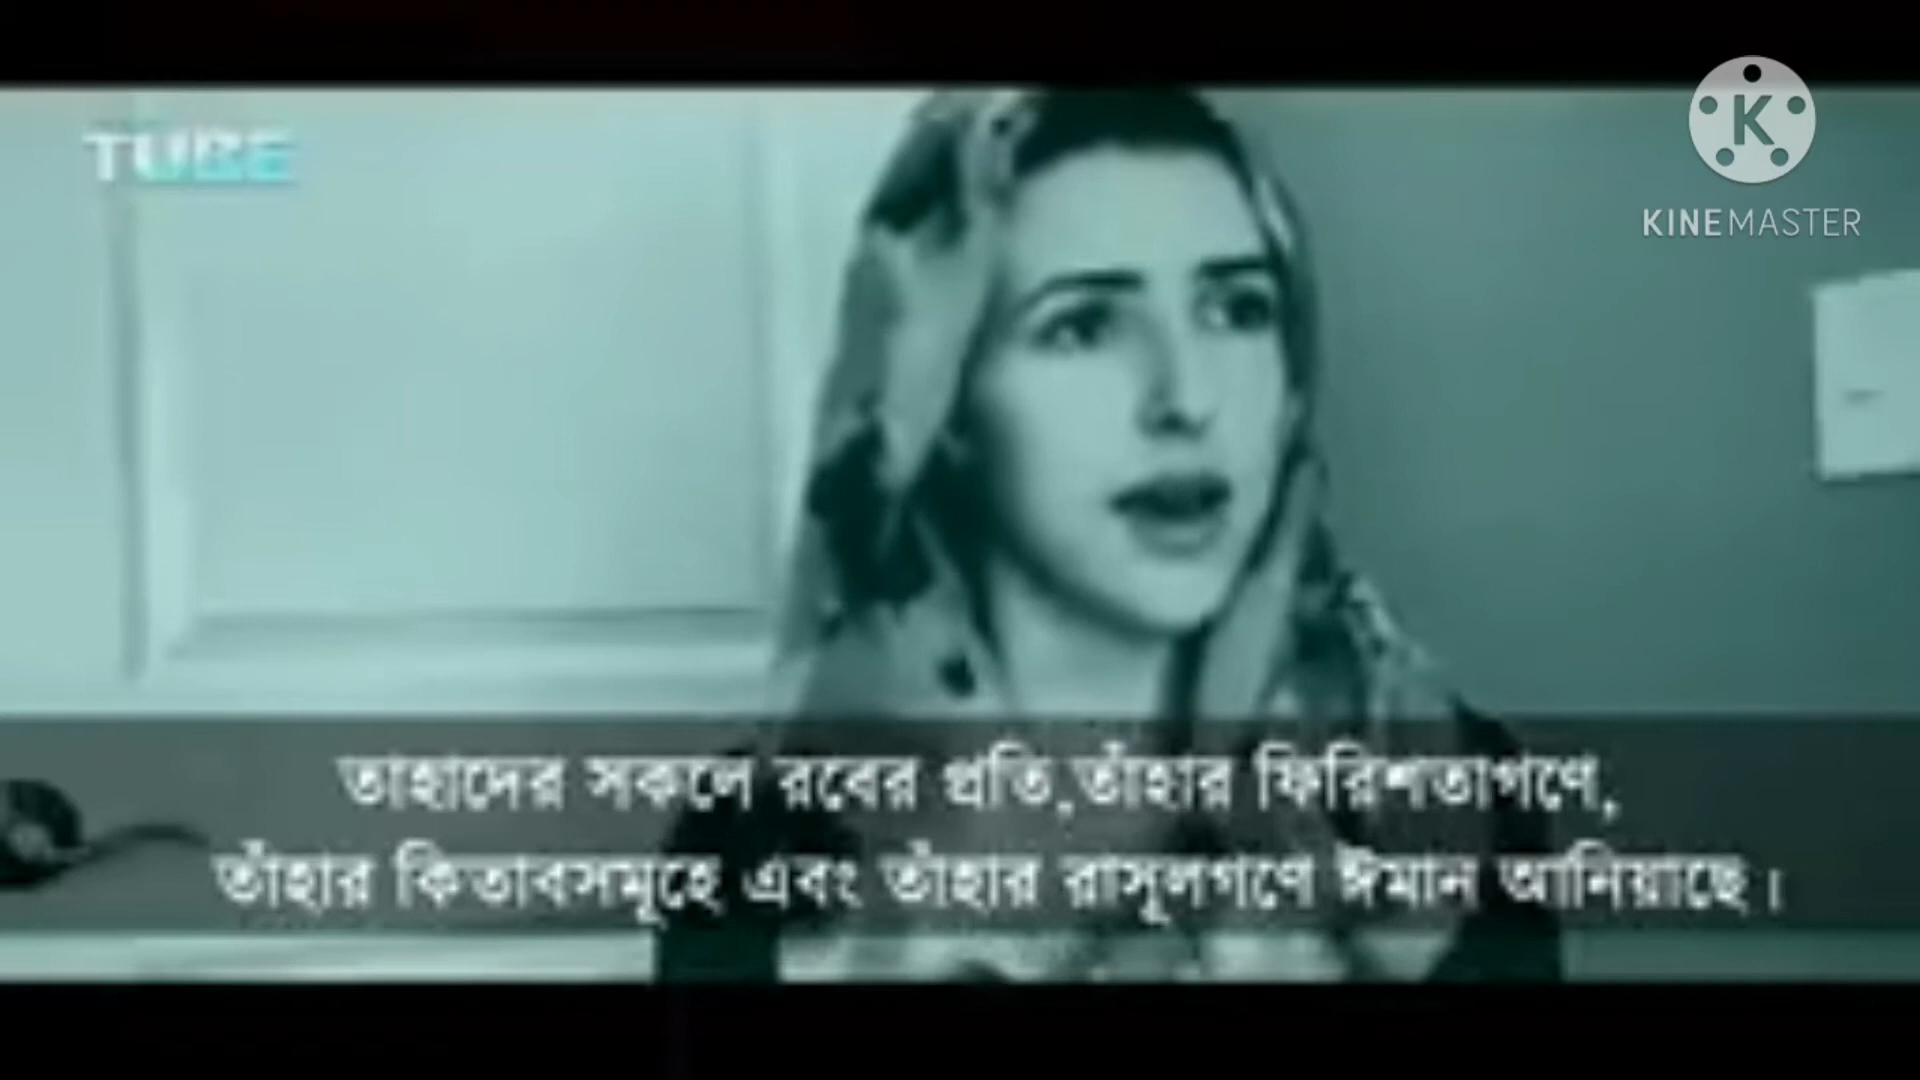 TUBE
K
KINEMASTER
তাহাদের সকলে রবের প্রতি,তাঁহার ফিরিশতাগণে,
তাঁহার কিতাবসমূহে এবং তাঁহার রাসূলগণে ঈমান আনিয়াছে।